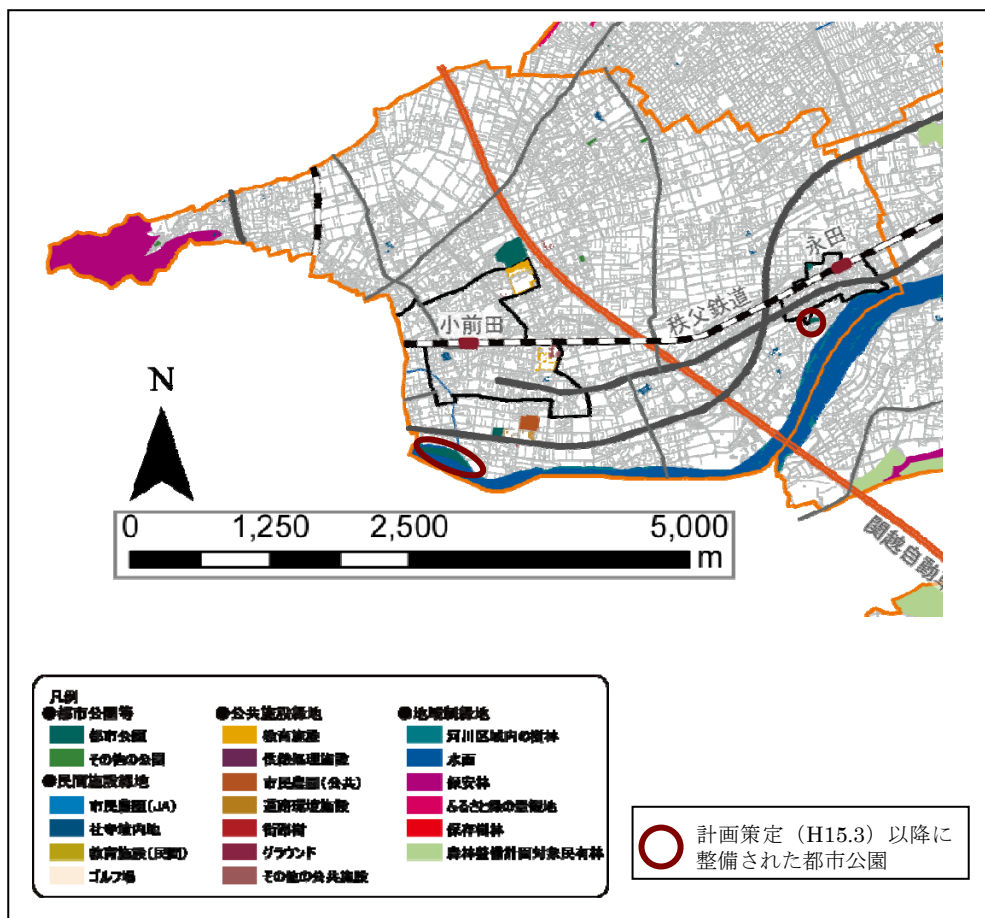 永田
秩父鉄道
小前田
N
0 1,250 2,500 5,000
m
関越自動車
凡例
●都市公園等
都市公園
その他の公園
●民間施設緑地
市民農園(JA)
社寺境内地
教育施設(民間)
ゴルフ場
●公共施設緑地
教育施設
市民農園(公共)
道路環境施設
街路樹
グラウンド
その他の公共施設
●地域制緑地
河川区域内の樹林
水面
保安林
ふるさと緑の景観地
保存樹林
森林整備計画対象民有林
計画策定（H15.3）以降に
整備された都市公園